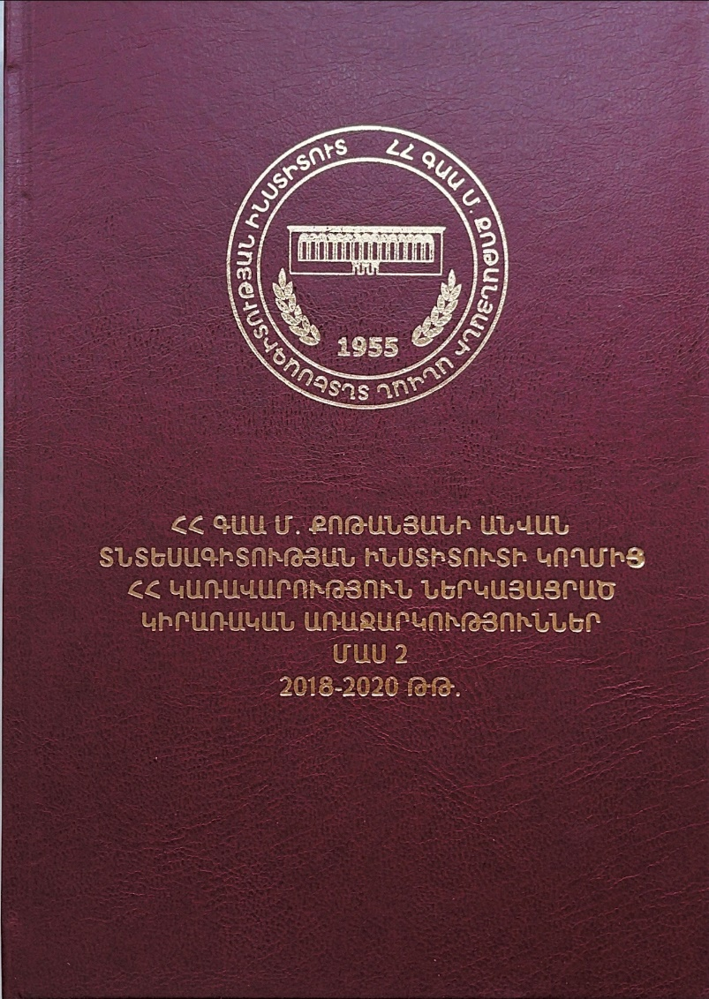 ՀՀ ԳԱԱ Մ. ՔՈԹԱՆՅԱՆԻ ԱՆՎԱՆ ՏՆՏԵՍԱԳԻՏՈՒԹՅԱՆ ԻՆՍՏԻՏՈՒՏ
1955
ՀՀ ԳԱԱ Մ. ՔՈԹԱՆՅԱՆԻ ԱՆՎԱՆ
ՏՆՏԵՍԱԳԻՏՈՒԹՅԱՆ ԻՆՍՏԻՏՈՒՏԻ ԿՈՂՄԻՑ
ՀՀ ԿԱՌԱՎԱՐՈՒԹՅՈՒՆ ՆԵՐԿԱՅԱՑՐԱԾ
ԿԻՐԱՌԱԿԱՆ ԱՌԱՋԱՐԿՈՒԹՅՈՒՆՆԵՐ
ՄԱՍ 2
2018-2020 ԹԹ.